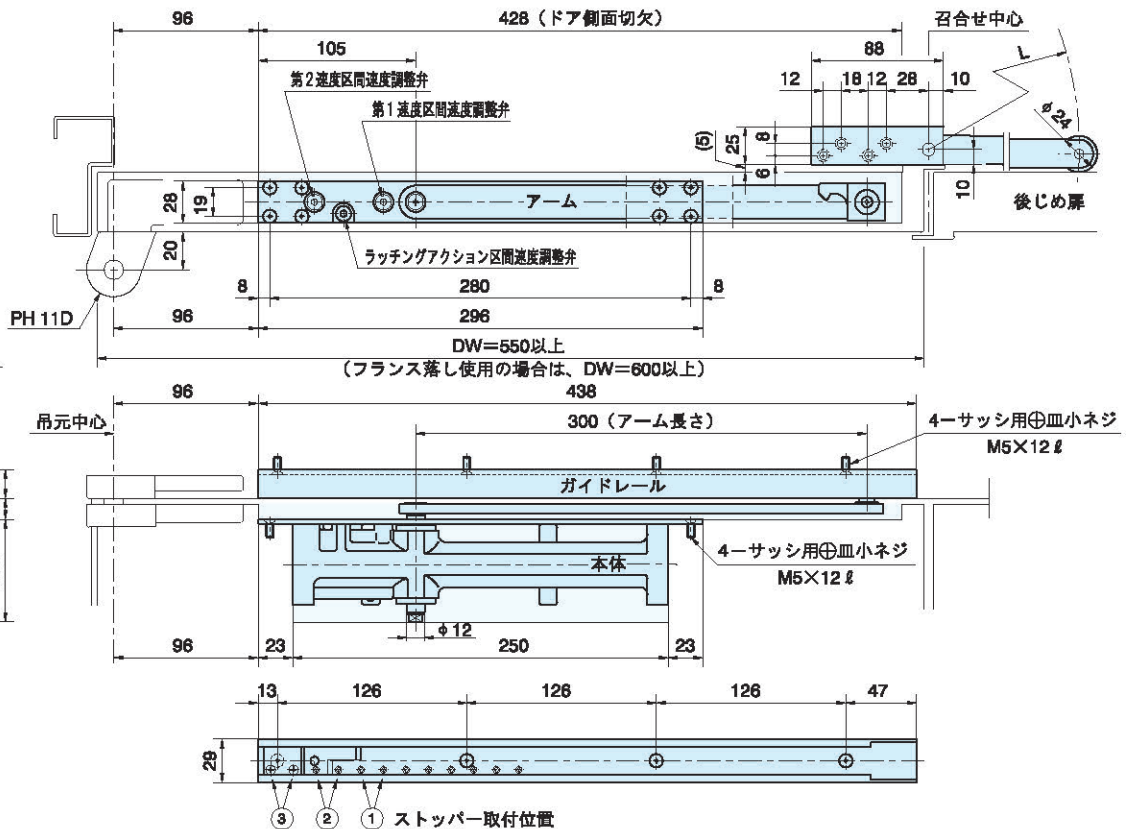 96
428（ドア側面切欠）
召合せ中心
105
88
L
第2速度区間速度調整弁
12
18
12
28
10
第1速度区間速度調整弁
φ24
(5)
25
8
6
10
アーム
後じめ扉
28
19
20
ラッチングアクション区間速度調整弁
8
280
8
PH 11D
96
296
DW=550以上
（フランス落し使用の場合は、DW=600以上）
96
438
吊元中心
300（アーム長さ）
4ーサッシ用⊕皿小ネジ
M5×12ℓ
ガイドレール
4ーサッシ用⊕皿小ネジ
M5×12ℓ
本体
φ12
96
23
250
23
13
126
126
126
47
29
③
②
①
ストッパー取付位置